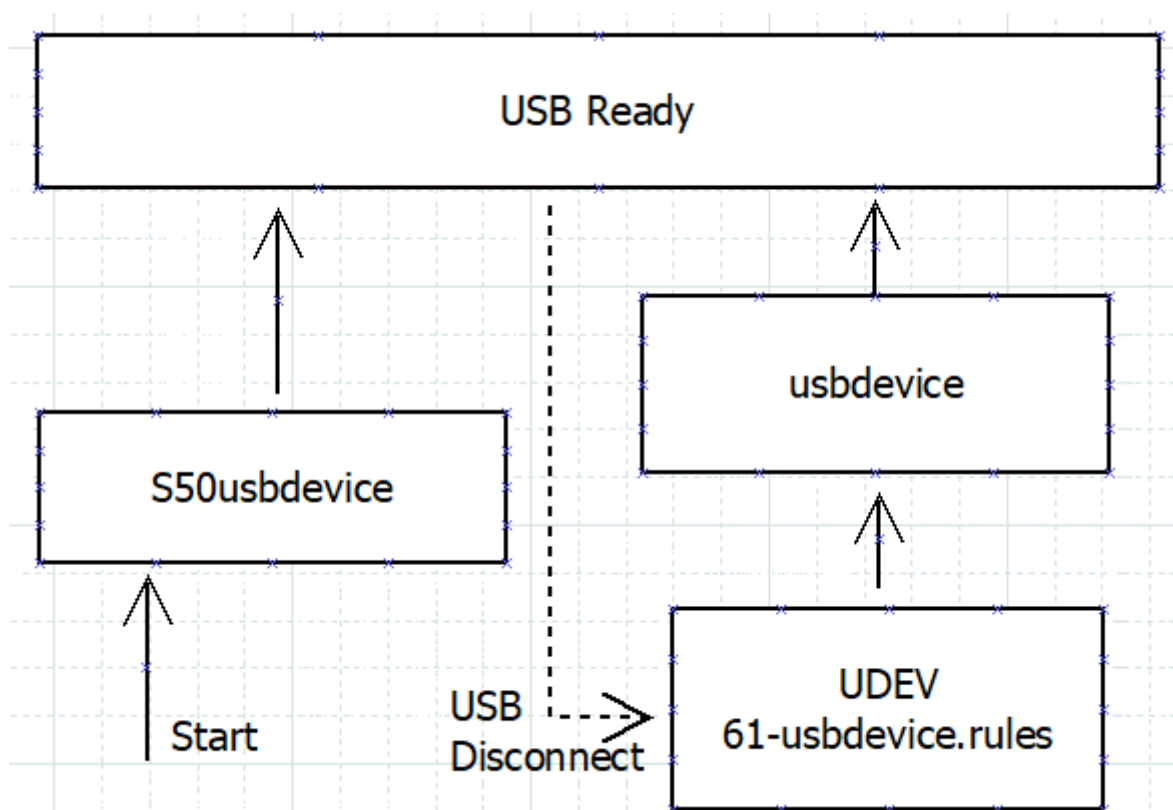 USB Ready
usbdevice
S50usbdevice
UDEV
61-usbdevice.rules
USB
Disconnect
Start